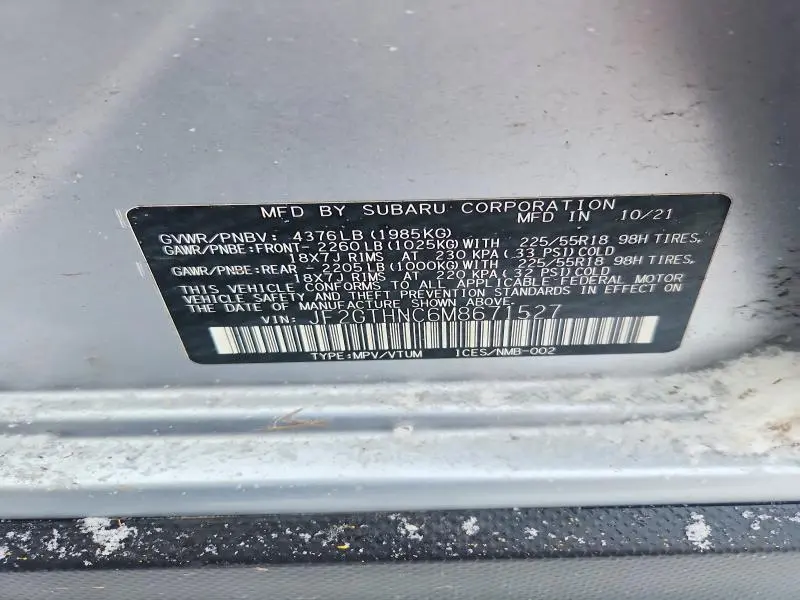 MFD BY SUBARU CORPORATION
MFD IN 10/21
GVWR/PNBV: 4376LB (1985KG)
GAWR/PNBE:FRONT- 2260LB (1025KG) WITH 225/55R18 98H TIRES,
18X7J RIMS AT 230 KPA (33 PSI) COLD
GAWR/PNBE:REAR - 2205LB (1000KG) WITH 225/55R18 98H TIRES,
18X7J RIMS AT 220 KPA (32 PSI) COLD
THIS VEHICLE CONFORMS TO ALL APPLICABLE FEDERAL MOTOR
VEHICLE SAFETY AND THEFT PREVENTION STANDARDS IN EFFECT ON
THE DATE OF MANUFACTURE SHOWN ABOVE.
VIN: JF2GTHNC6M8671527
TYPE:MPV/VTUM ICES/NMB-002